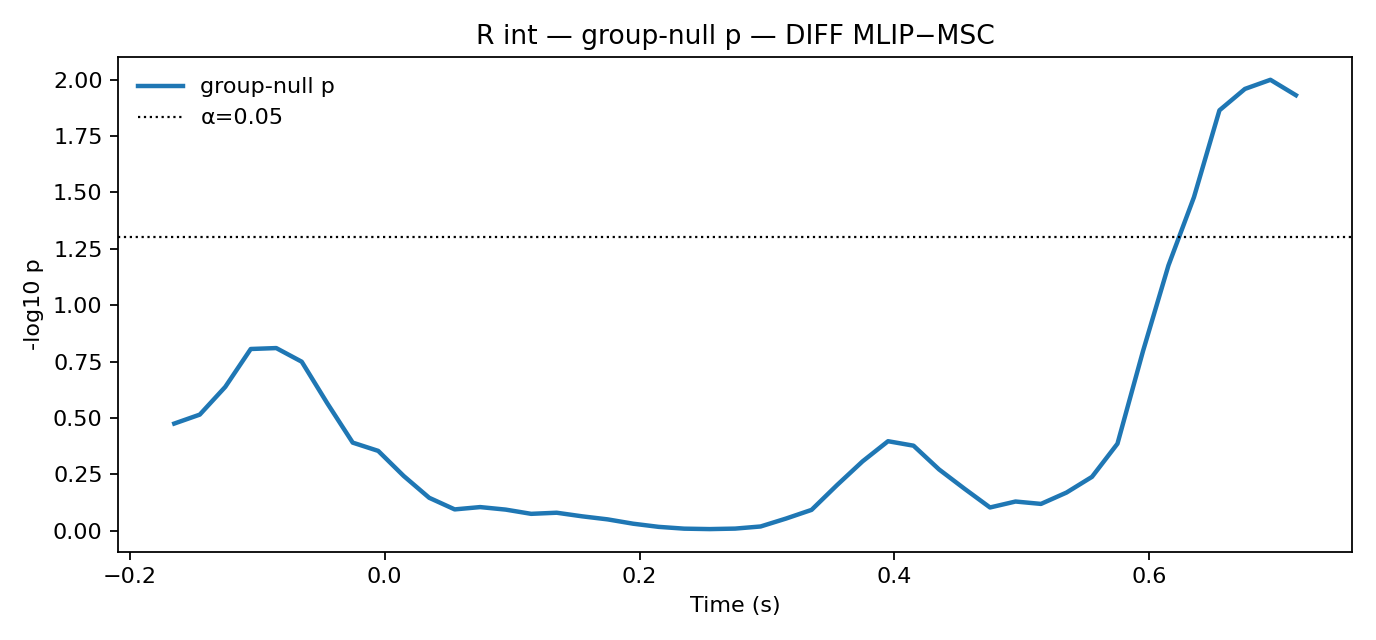 R int — group-null p — DIFF MLIP−MSC
group-null p
α=0.05
-log10 p
2.00
1.75
1.50
1.25
1.00
0.75
0.50
0.25
0.00
−0.2 0.0 0.2 0.4 0.6
Time (s)